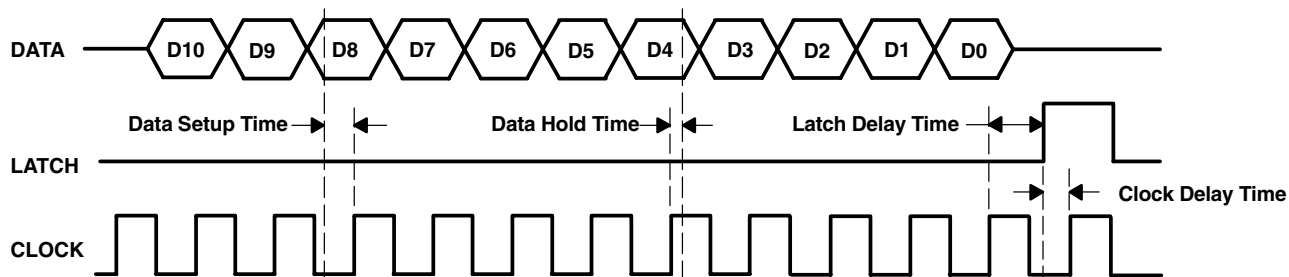 DATA D10 D9 D8 D7 D6 D5 D4 D3 D2 D1 D0
Data Setup Time Data Hold Time Latch Delay Time
LATCH
Clock Delay Time
CLOCK